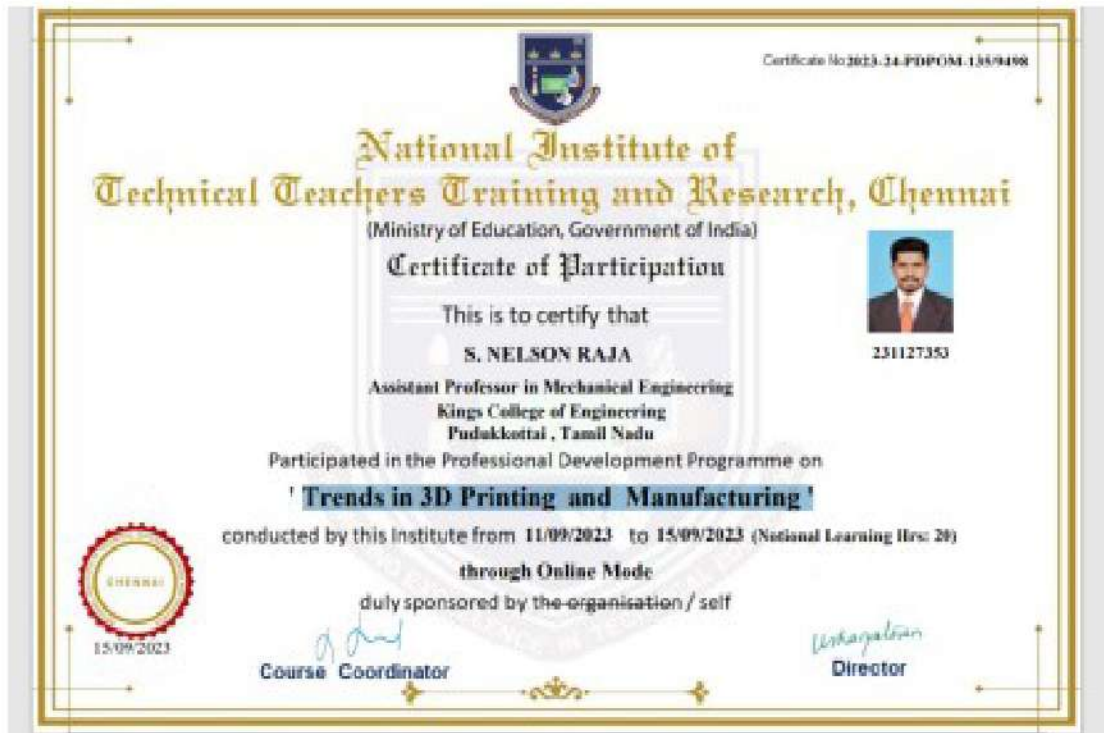 Certificate No 2023-24-PDPOM-135/9498
National Institute of
Technical Teachers Training and Research, Chennai
(Ministry of Education, Government of India)
Certificate of Participation
This is to certify that
S. NELSON RAJA
231127353
Assistant Professor in Mechanical Engineering
Kings College of Engineering
Pudukkottai , Tamil Nadu
Participated in the Professional Development Programme on
' Trends in 3D Printing and Manufacturing '
conducted by this Institute from 11/09/2023 to 15/09/2023 (Notional Learning Hrs: 20)
through Online Mode
duly sponsored by the organisation / self
CHENNAI
15/09/2023
Course Coordinator
Director